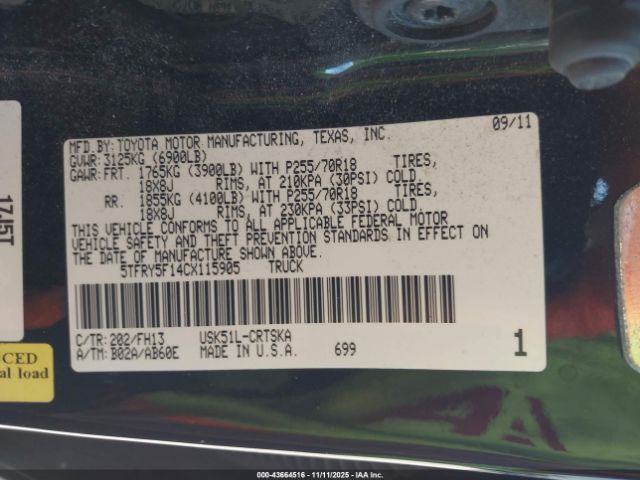 MFD.BY:TOYOTA MOTOR MANUFACTURING, TEXAS, INC. 09/11
GVWR:3125KG (6900LB)
GAWR:FRT. 1765KG (3900LB) WITH P255/70R18 TIRES,
18X8J RIMS, AT 210KPA (30PSI) COLD.
RR. 1855KG (4100LB) WITH P255/70R18 TIRES,
18X8J RIMS, AT 230KPA (33PSI) COLD.
THIS VEHICLE CONFORMS TO ALL APPLICABLE FEDERAL MOTOR
VEHICLE SAFETY AND THEFT PREVENTION STANDARDS IN EFFECT ON
THE DATE OF MANUFACTURE SHOWN ABOVE.
5TFRY5F14CX115905 TRUCK
C/TR: 202/FH13 USK51L-CRTSKA
A/TM: B02A/AB60E MADE IN U.S.A. 699 1
17J5T
CED
al load
000-43664516 - 11/11/2025 - IAA Inc.